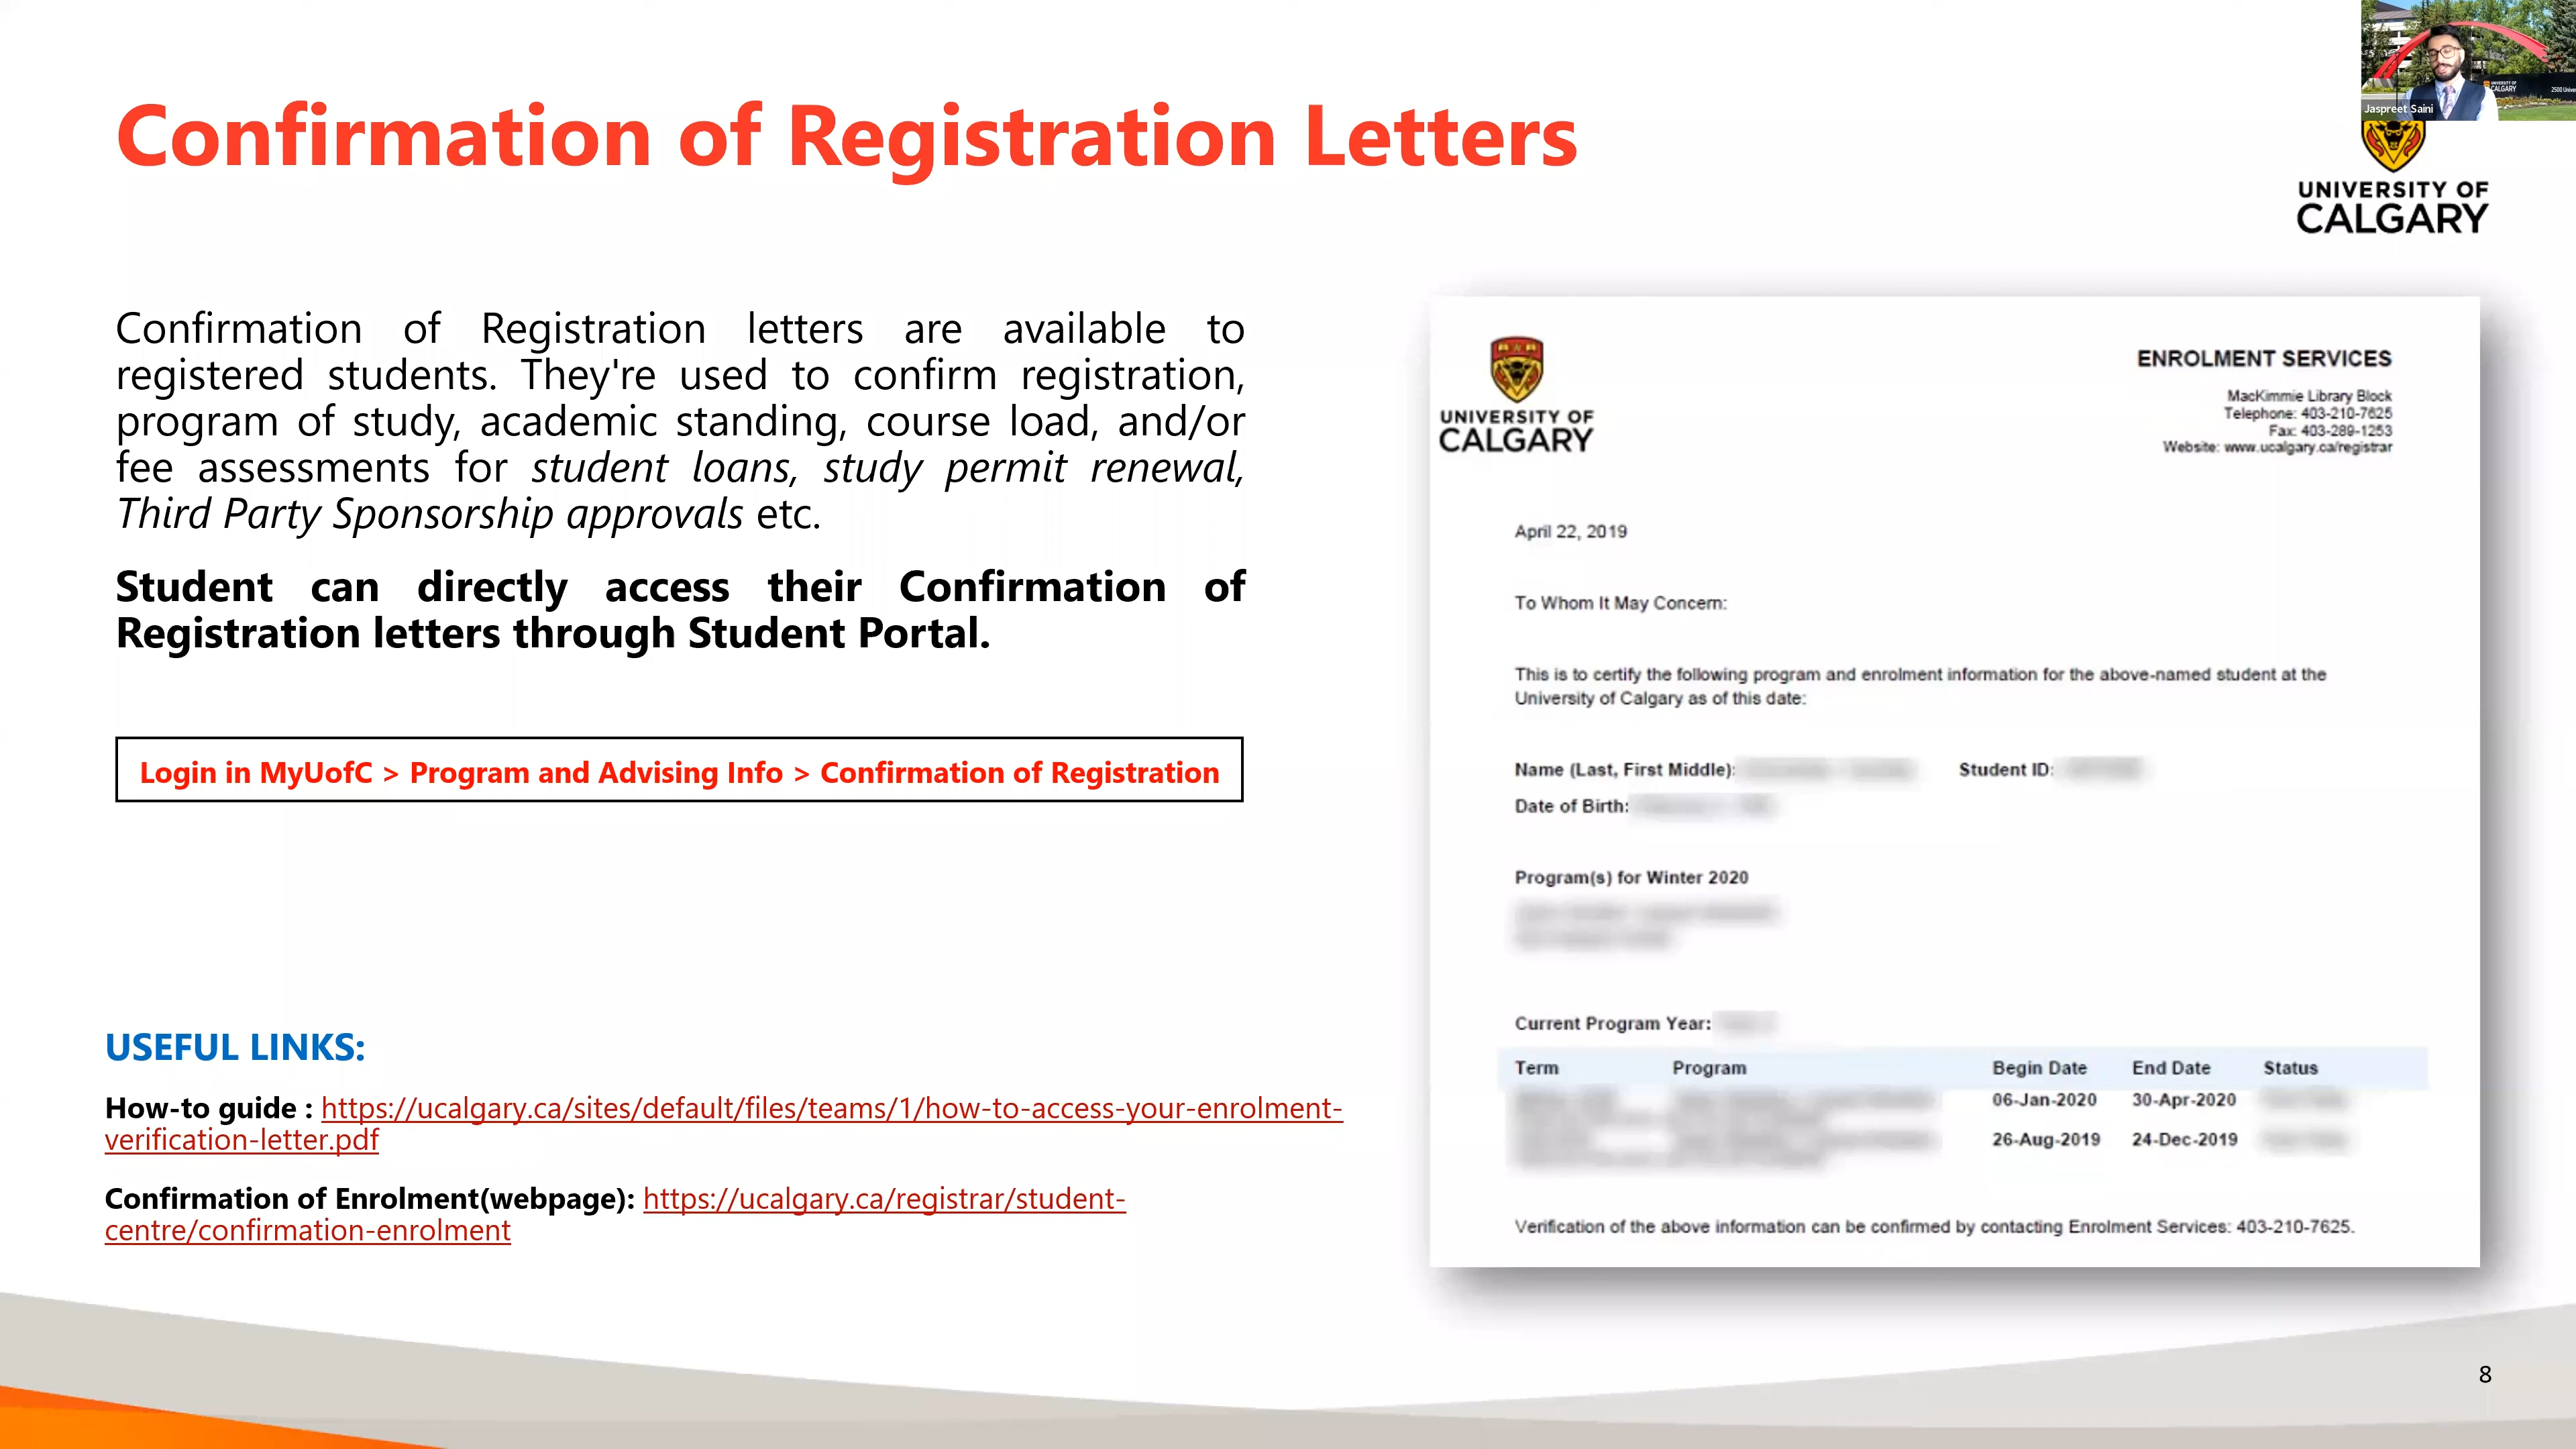 Jaspreet Saini
UNIVERSITY OF
CALGARY
Confirmation of Registration Letters
UNIVERSITY OF
CALGARY
Confirmation of Registration letters are available to
registered students. They're used to confirm registration,
program of study, academic standing, course load, and/or
fee assessments for student loans, study permit renewal,
Third Party Sponsorship approvals etc.
Student can directly access their Confirmation of
Registration letters through Student Portal.
Login in MyUofC > Program and Advising Info > Confirmation of Registration
USEFUL LINKS:
How-to guide : https://ucalgary.ca/sites/default/files/teams/1/how-to-access-your-enrolment-
verification-letter.pdf
Confirmation of Enrolment(webpage): https://ucalgary.ca/registrar/student-
centre/confirmation-enrolment
UNIVERSITY OF
CALGARY
ENROLMENT SERVICES
MacKimmie Library Block
Telephone: 403-210-7625
Fax: 403-289-1253
Website: www.ucalgary.ca/registrar
April 22, 2019
To Whom It May Concern:
This is to certify the following program and enrolment information for the above-named student at the
University of Calgary as of this date:
Name (Last, First Middle): Student ID:
Date of Birth:
Program(s) for Winter 2020
Current Program Year:
Term Program Begin Date End Date Status
06-Jan-2020 30-Apr-2020
26-Aug-2019 24-Dec-2019
Verification of the above information can be confirmed by contacting Enrolment Services: 403-210-7625.
8